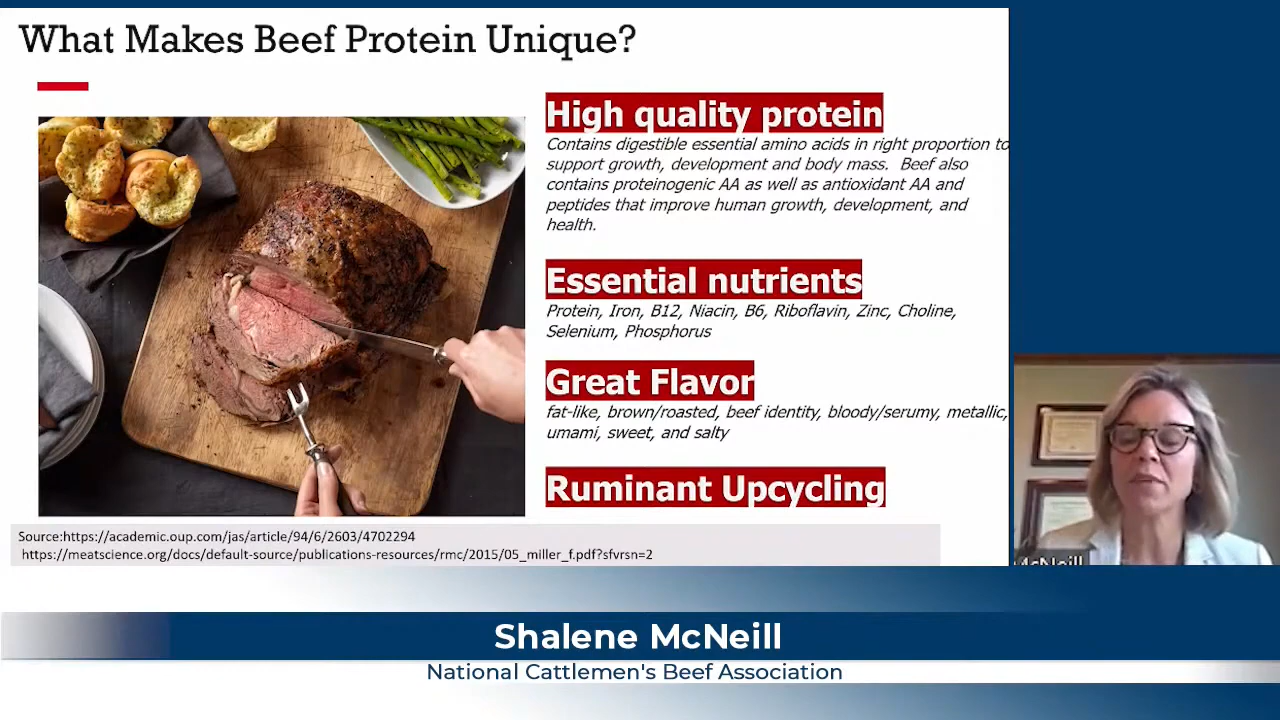 What Makes Beef Protein Unique?
High quality protein
Contains digestible essential amino acids in right proportion to
support growth, development and body mass. Beef also
contains proteinogenic AA as well as antioxidant AA and
peptides that improve human growth, development, and
health.
Essential nutrients
Protein, Iron, B12, Niacin, B6, Riboflavin, Zinc, Choline,
Selenium, Phosphorus
Great Flavor
fat-like, brown/roasted, beef identity, bloody/serumy, metallic,
umami, sweet, and salty
Ruminant Upcycling
Source:https://academic.oup.com/jas/article/94/6/2603/4702294
https://meatscience.org/docs/default-source/publications-resources/rmc/2015/05_miller_f.pdf?sfvrsn=2
McNeill
Shalene McNeill
National Cattlemen's Beef Association